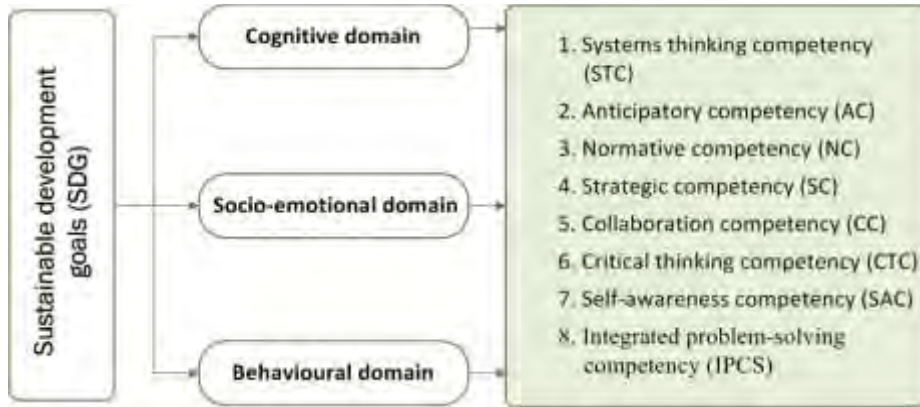 Sustainable development
goals (SDG)
Cognitive domain
Socio-emotional domain
Behavioural domain
1. Systems thinking competency
(STC)
2. Anticipatory competency (AC)
3. Normative competency (NC)
4. Strategic competency (SC)
5. Collaboration competency (CC)
6. Critical thinking competency (CTC)
7. Self-awareness competency (SAC)
8. Integrated problem-solving
competency (IPCS)